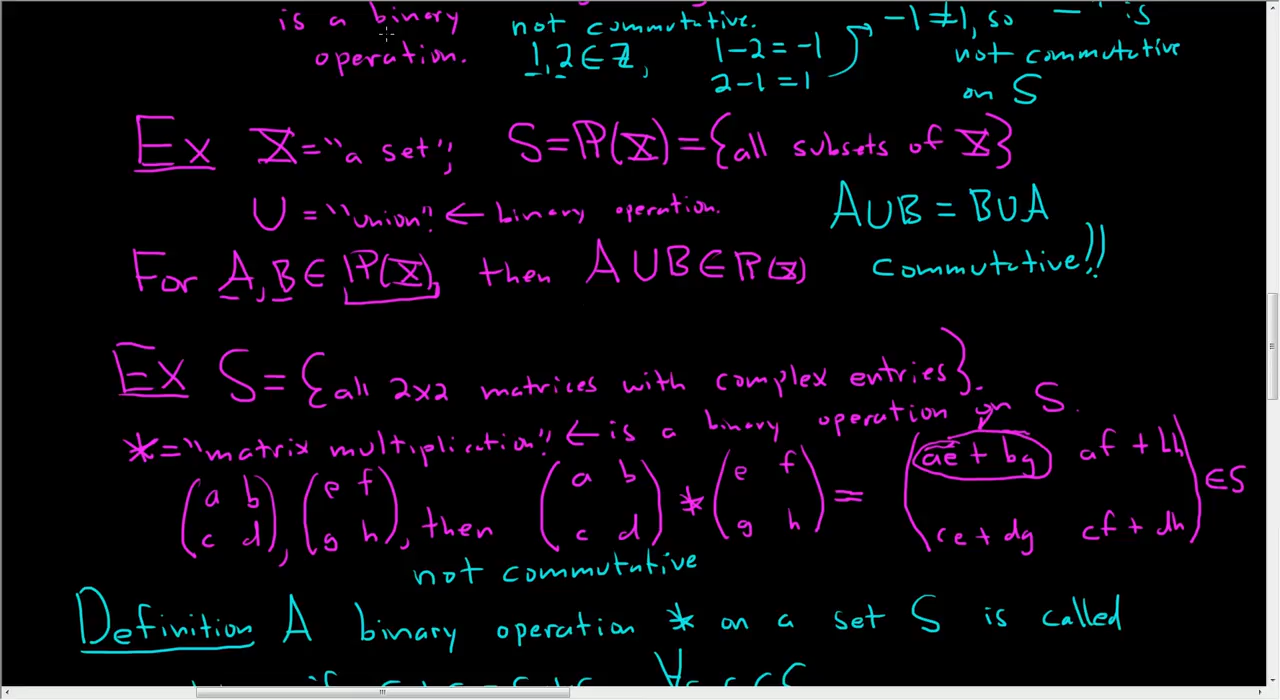 is a binary
operation.
not commutative.
1, 2 ∈ ℤ,
1-2 = -1
2-1 = 1
-1 ≠ 1, so
is
not commutative
on S
Ex X = "a set", S = P(X) = {all subsets of X}
U = "union" ← binary operation.
A∪B = B∪A
For A, B ∈ P(X), then A∪B ∈ P(X)
commutative!!
Ex S = {all 2x2 matrices with complex entries}.
* = "matrix multiplication" ← is a binary operation on S.
(a b) (e f) (a b) (e f) (ae + bg af + bh)
(c d), (g h), then (c d) * (g h) = (ce + dg cf + dh) ∈ S
not commutative
Definition A binary operation * on a set S is called
if